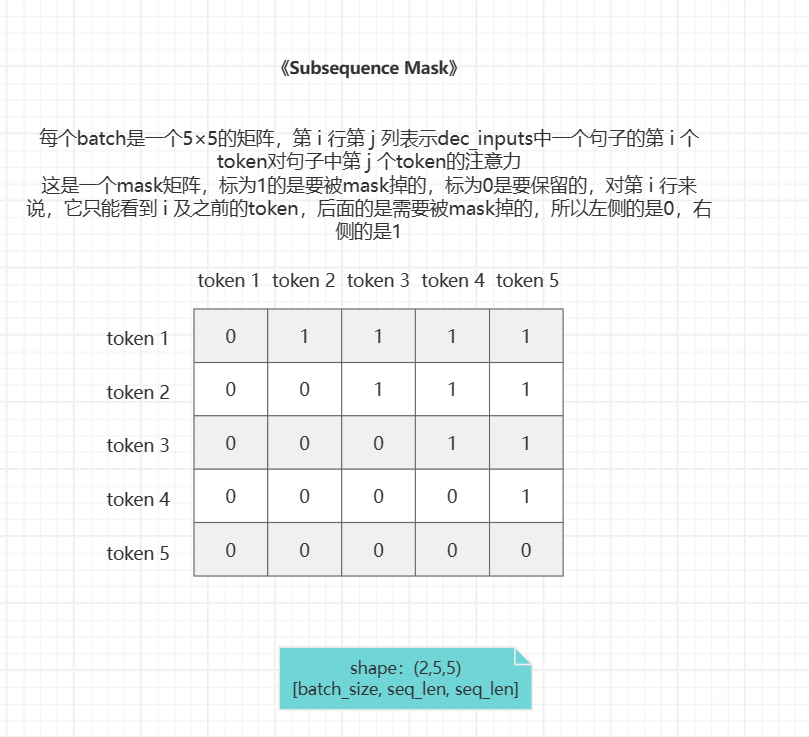 《Subsequence Mask》
每个batch是一个5×5的矩阵，第 i 行第 j 列表示dec_inputs中一个句子的第 i 个
token对句子中第 j 个token的注意力
这是一个mask矩阵，标为1的是要被mask掉的，标为0是要保留的，对第 i 行来
说，它只能看到 i 及之前的token，后面的是需要被mask掉的，所以左侧的是0，右
侧的是1
token 1 token 2 token 3 token 4 token 5
token 1 0 1 1 1 1
token 2 0 0 1 1 1
token 3 0 0 0 1 1
token 4 0 0 0 0 1
token 5 0 0 0 0 0
shape：(2,5,5)
[batch_size, seq_len, seq_len]